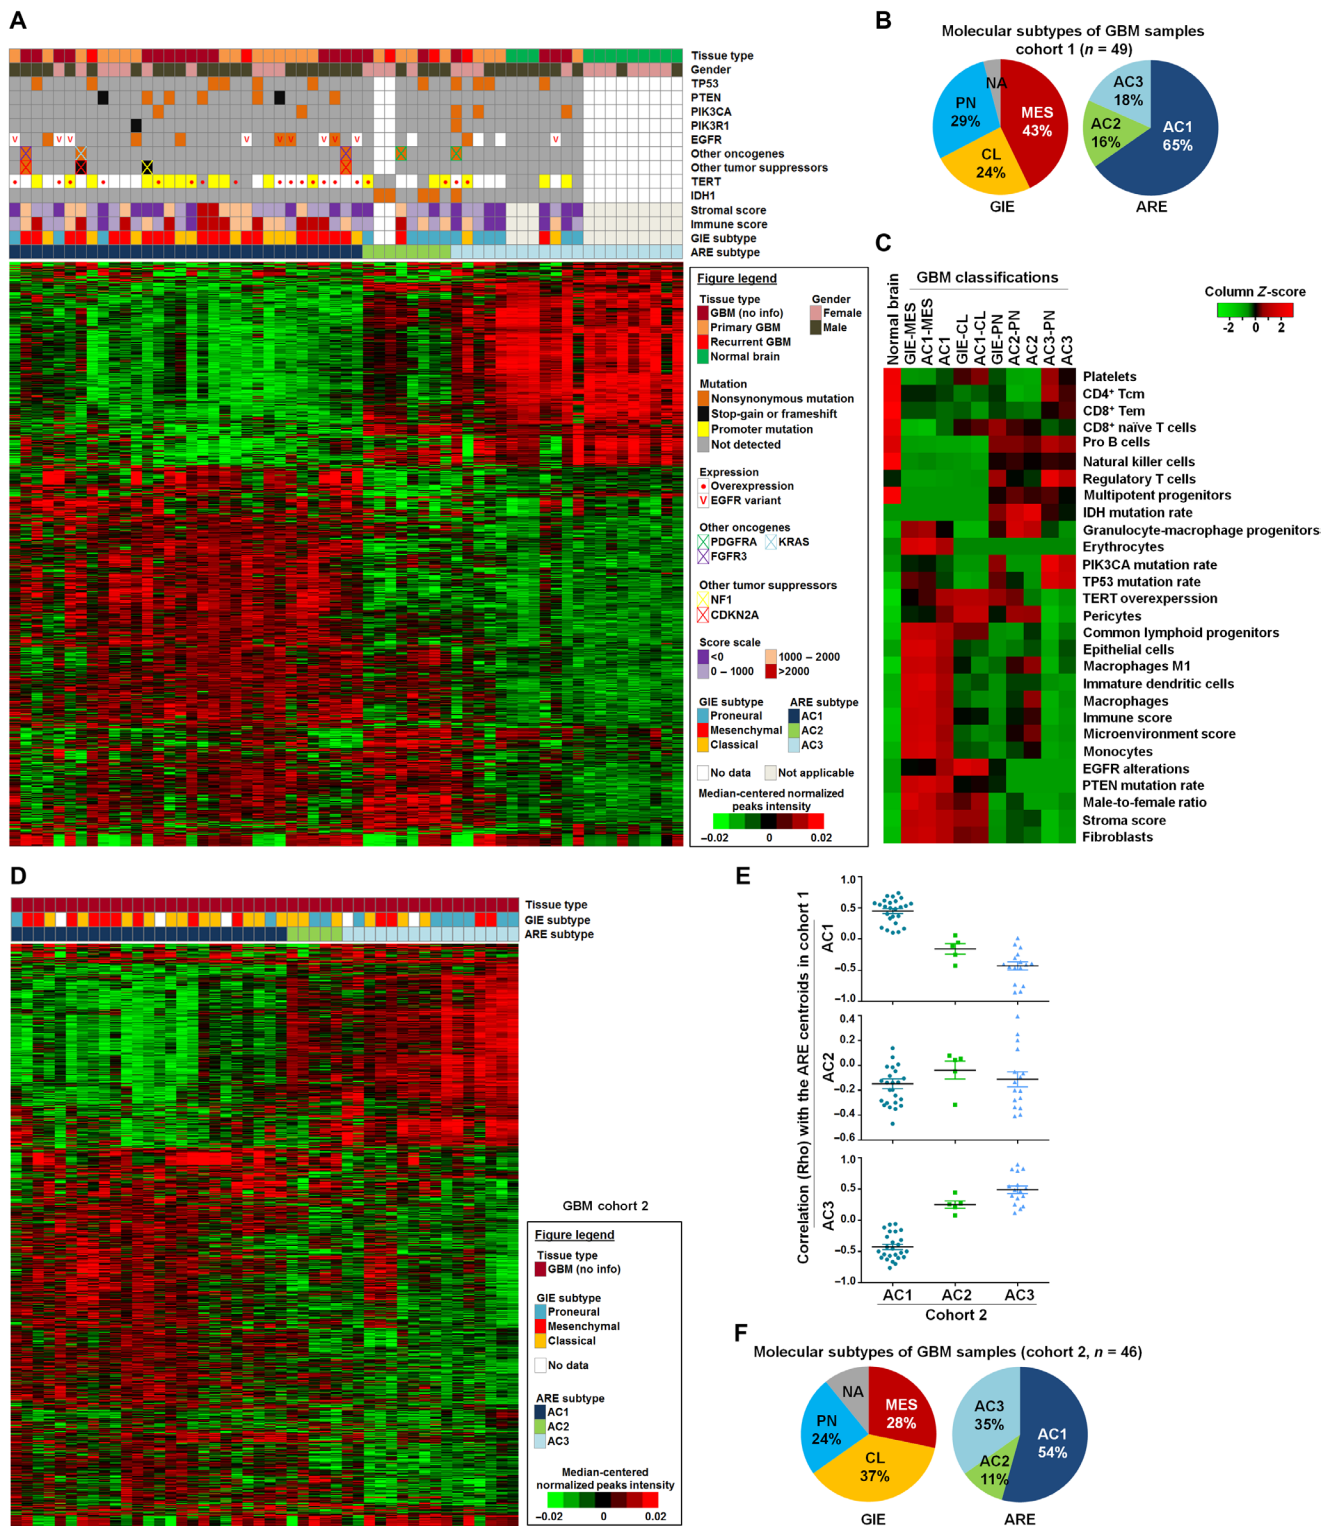 A
Tissue type
Gender
TP53
PTEN
PIK3CA
PIK3R1
EGFR
Other oncogenes
Other tumor suppressors
TERT
IDH1
Stromal score
Immune score
GIE subtype
ARE subtype
Figure legend
Tissue type
GBM (no info)
Primary GBM
Recurrent GBM
Normal brain
Gender
Female
Male
Mutation
Nonsynonymous mutation
Stop-gain or frameshift
Promoter mutation
Not detected
Expression
Overexpression
V EGFR variant
Other oncogenes
PDGFRA
KRAS
FGFR3
Other tumor suppressors
NF1
CDKN2A
Score scale
<0
0 – 1000
1000 – 2000
>2000
GIE subtype
Proneural
Mesenchymal
Classical
ARE subtype
AC1
AC2
AC3
No data
Not applicable
Median-centered normalized
peaks intensity
−0.02 0 0.02
B
Molecular subtypes of GBM samples
cohort 1 (n = 49)
NA
PN
29%
MES
43%
CL
24%
GIE
AC3
18%
AC2
16%
AC1
65%
ARE
C
GBM classifications
Column Z-score
−2 0 2
Normal brain
GIE-MES
AC1-MES
AC1
GIE-CL
AC1-CL
GIE-PN
AC2-PN
AC2
AC3-PN
AC3
Platelets
CD4+ Tcm
CD8+ Tem
CD8+ naïve T cells
Pro B cells
Natural killer cells
Regulatory T cells
Multipotent progenitors
IDH mutation rate
Granulocyte-macrophage progenitors
Erythrocytes
PIK3CA mutation rate
TP53 mutation rate
TERT overexperssion
Pericytes
Common lymphoid progenitors
Epithelial cells
Macrophages M1
Immature dendritic cells
Macrophages
Immune score
Microenvironment score
Monocytes
EGFR alterations
PTEN mutation rate
Male-to-female ratio
Stroma score
Fibroblasts
D
Tissue type
GIE subtype
ARE subtype
GBM cohort 2
Figure legend
Tissue type
GBM (no info)
GIE subtype
Proneural
Mesenchymal
Classical
No data
ARE subtype
AC1
AC2
AC3
Median-centered
normalized peaks intensity
−0.02 0 0.02
E
Correlation (Rho) with the ARE centroids in cohort 1
AC1
1.0
0.5
0.0
−0.5
−1.0
AC2
0.4
0.2
0.0
−0.2
−0.4
−0.6
AC3
1.0
0.5
0.0
−0.5
−1.0
AC1 AC2 AC3
Cohort 2
F
Molecular subtypes of GBM samples (cohort 2, n = 46)
NA
MES
28%
PN
24%
CL
37%
GIE
AC3
35%
AC1
54%
AC2
11%
ARE